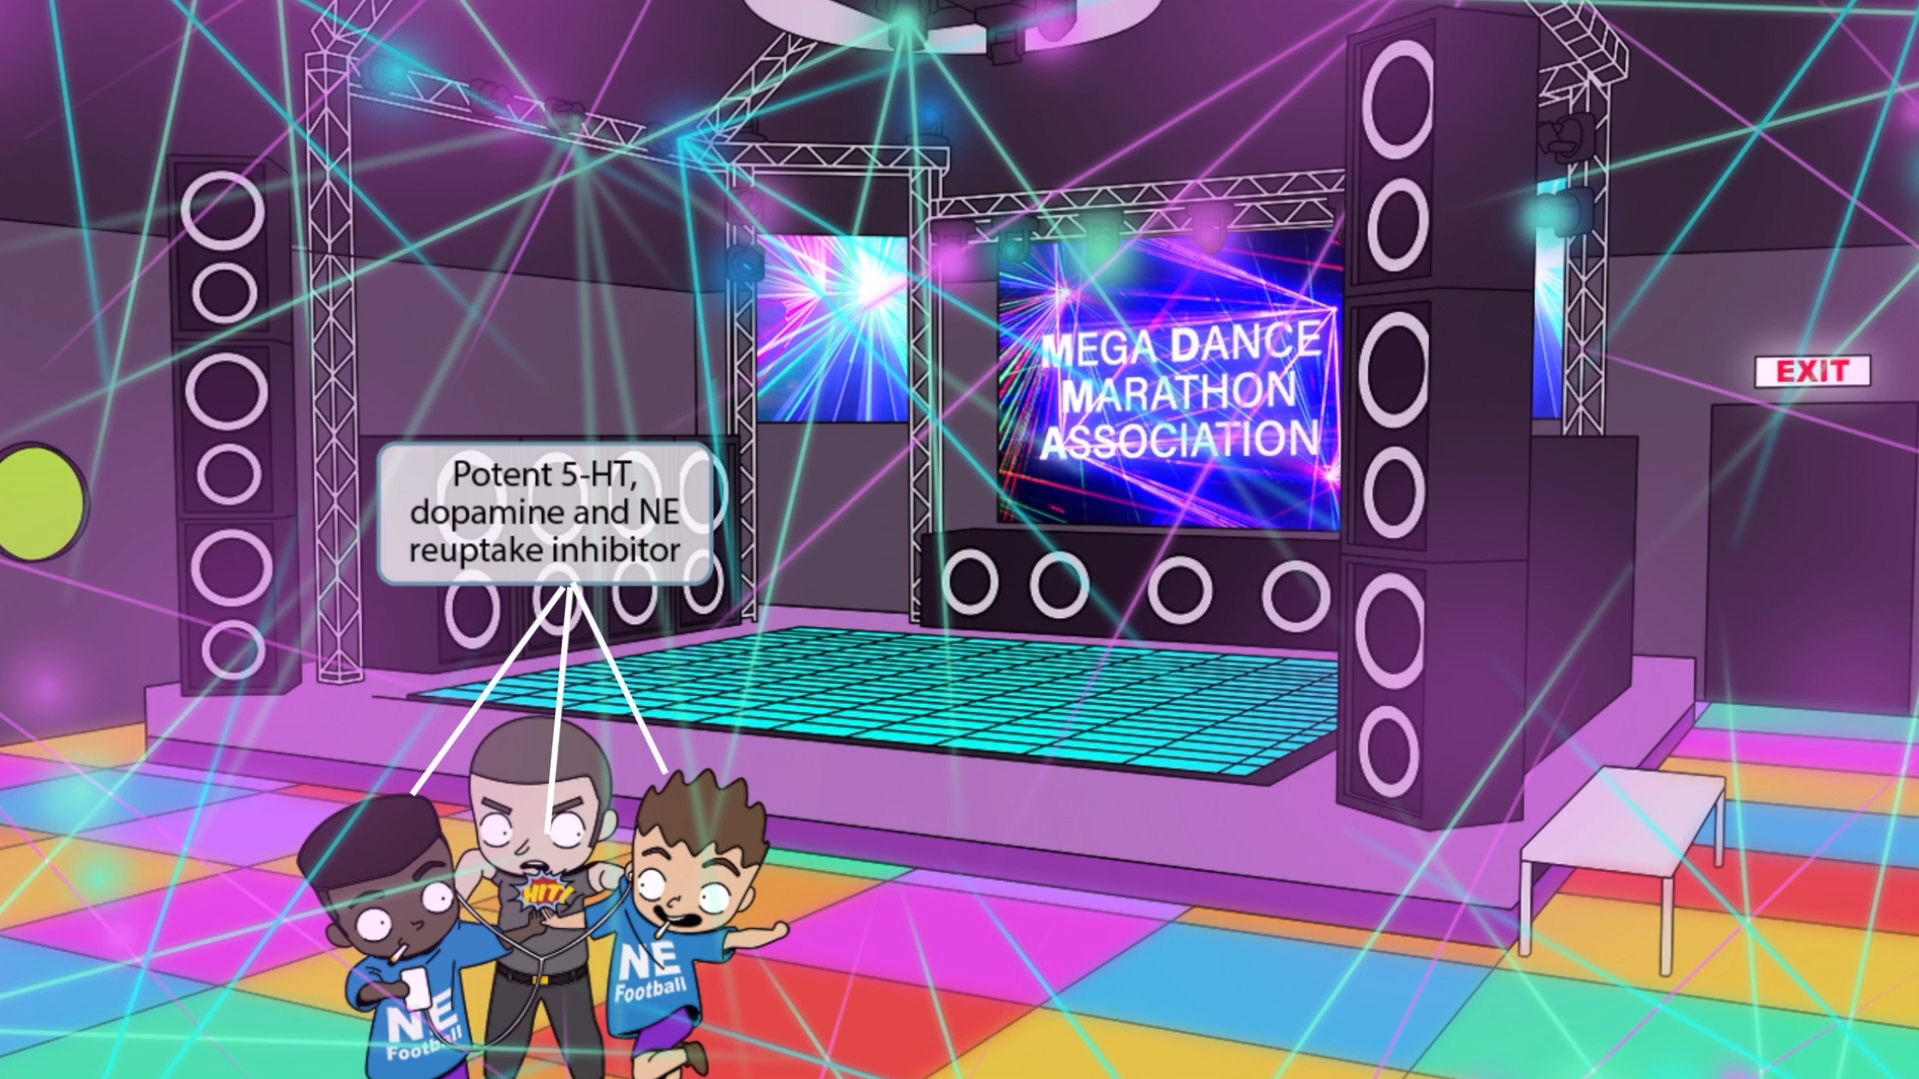 MEGA DANCE
MARATHON
ASSOCIATION
EXIT
Potent 5-HT,
dopamine and NE
reuptake inhibitor
HIT!
NE
Football
NE
Football